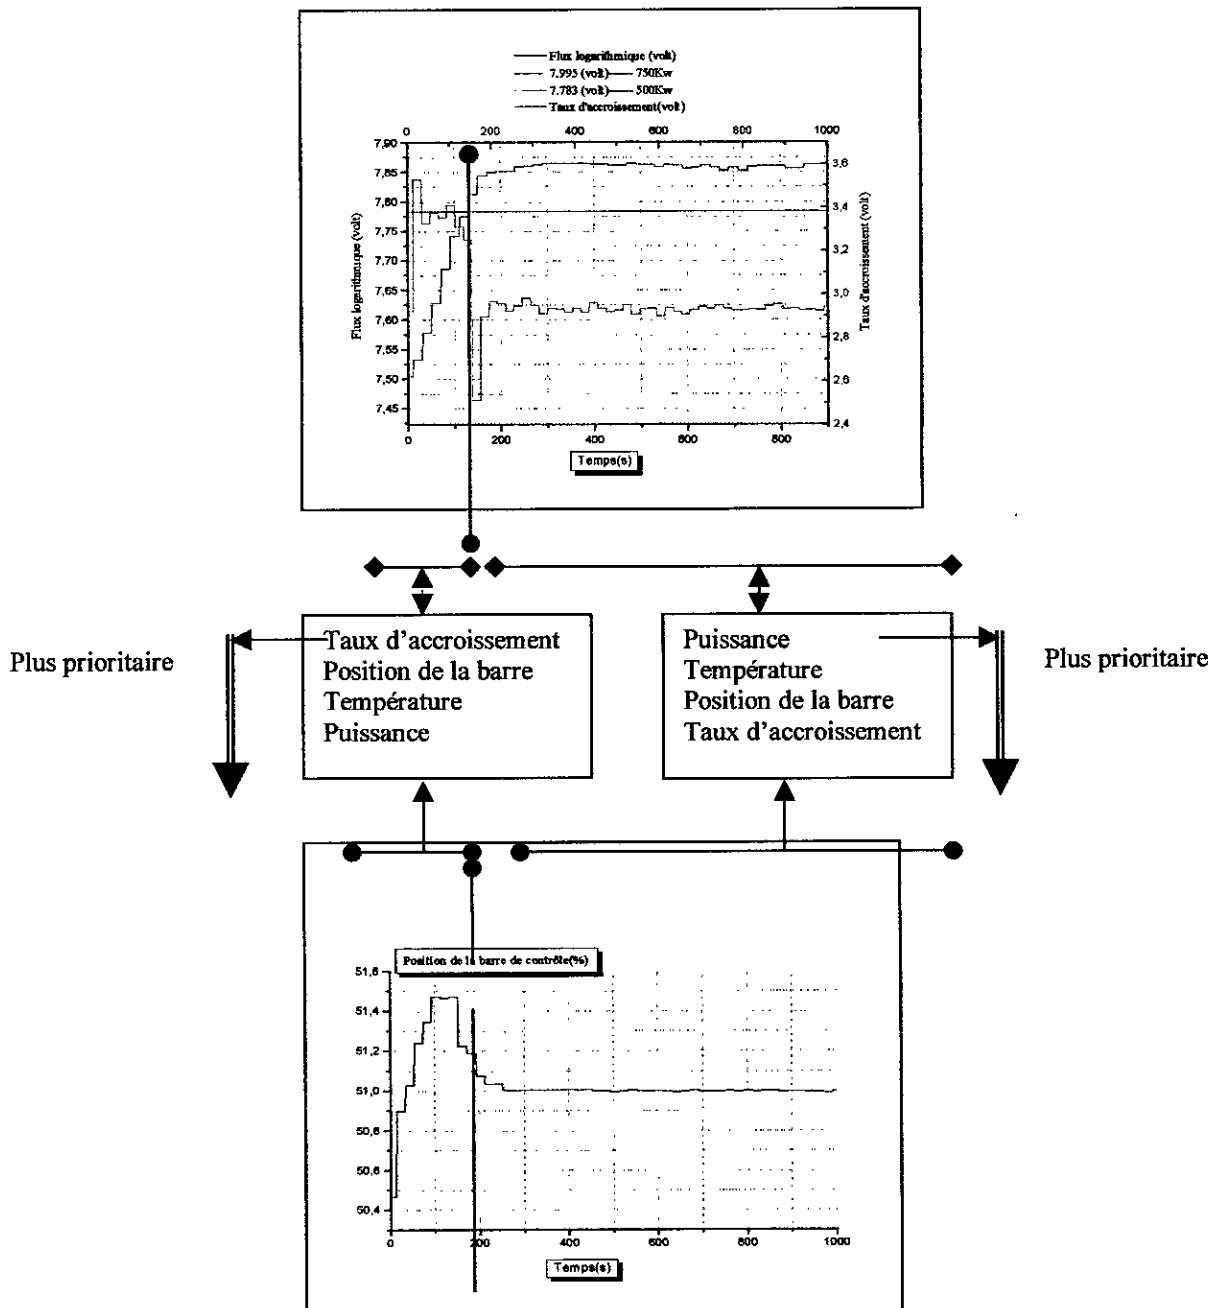 Flux logarithmique (volt)
7.995 (volt) 750Kw
7.783 (volt) 500Kw
Taux d'accroissement(volt)
0 200 400 600 800 1000
7,90
7,85
7,80
7,75
7,70
7,65
7,60
7,55
7,50
7,45
Flux logarithmique (volt)
3,6
3,4
3,2
3,0
2,8
2,6
2,4
Taux d'accroissement (volt)
0 200 400 600 800
Temps(s)
Plus prioritaire
Taux d'accroissement
Position de la barre
Température
Puissance
Puissance
Température
Position de la barre
Taux d'accroissement
Plus prioritaire
Position de la barre de contrôle(%)
51,6
51,4
51,2
51,0
50,8
50,6
50,4
0 200 400 600 800 1000
Temps(s)